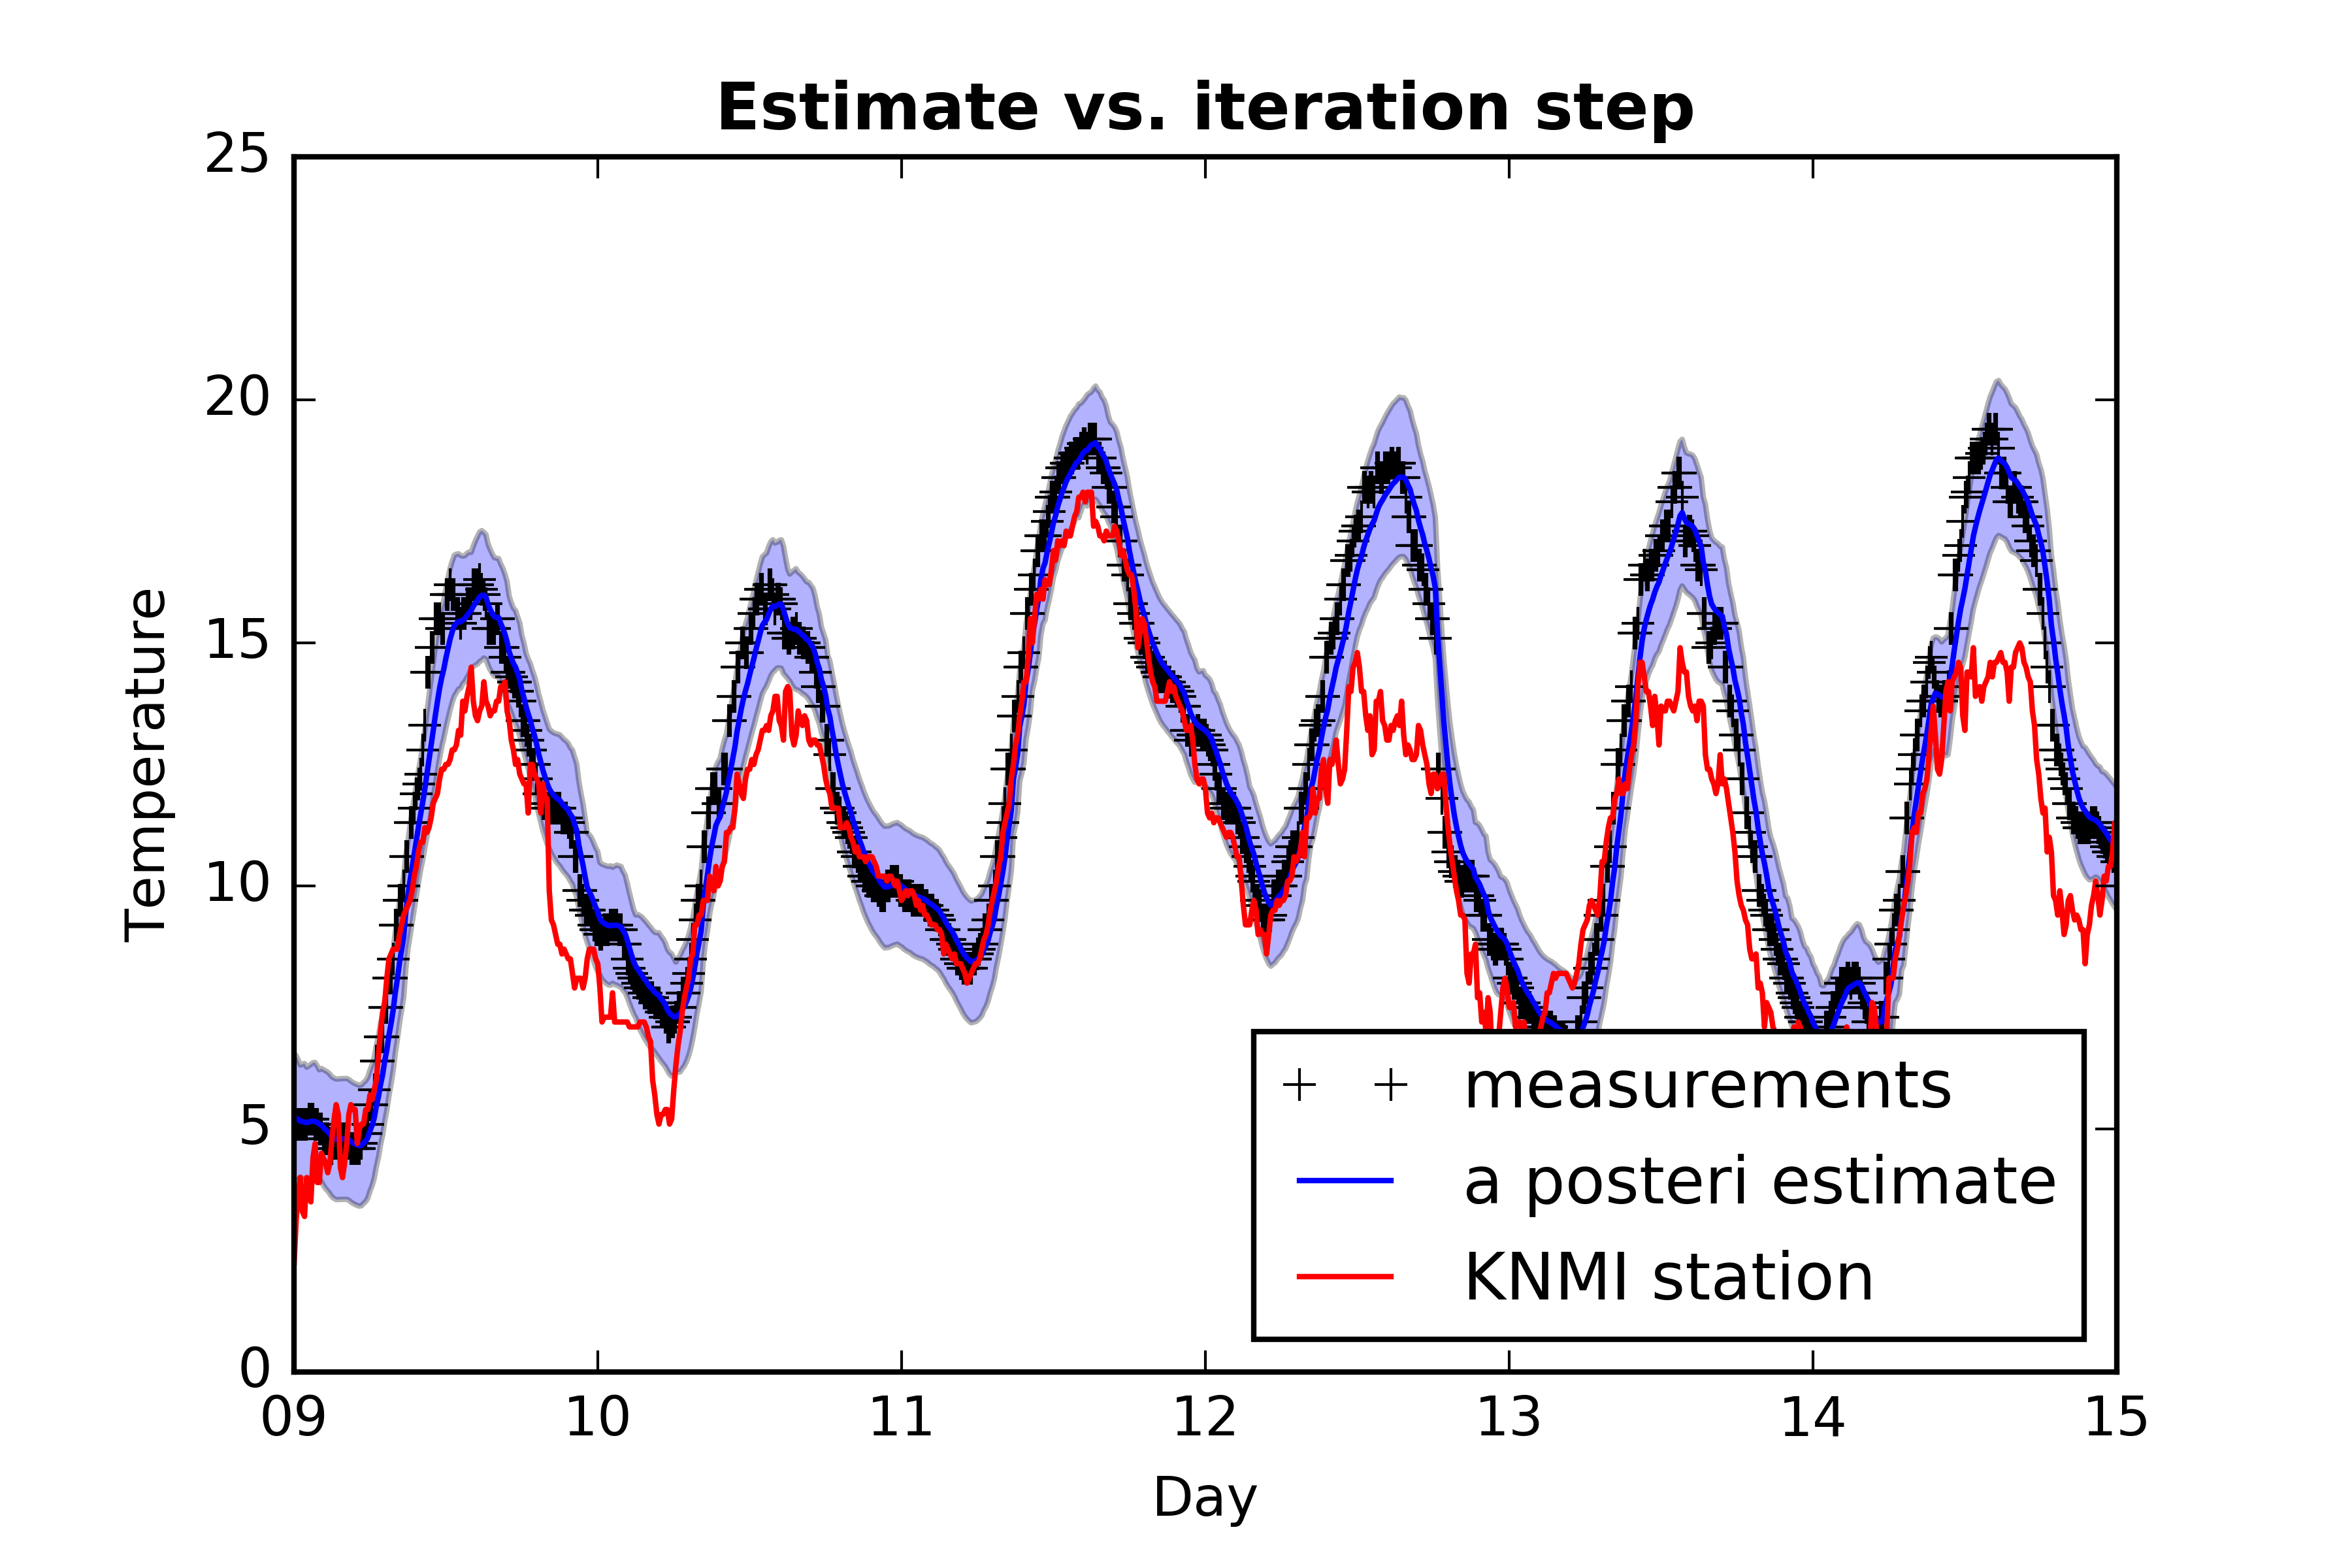 Estimate vs. iteration step
25
20
15
10
5
0
Temperature
09 10 11 12 13 14 15
Day
measurements
a posteri estimate
KNMI station